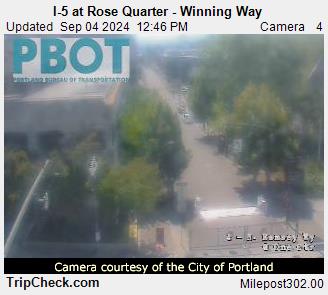 I-5 at Rose Quarter - Winning Way
Updated Sep 04 2024 12:46 PM Camera 4
PBOT
PORTLAND BUREAU OF TRANSPORTATION
Camera courtesy of the City of Portland
TripCheck.com Milepost302.00